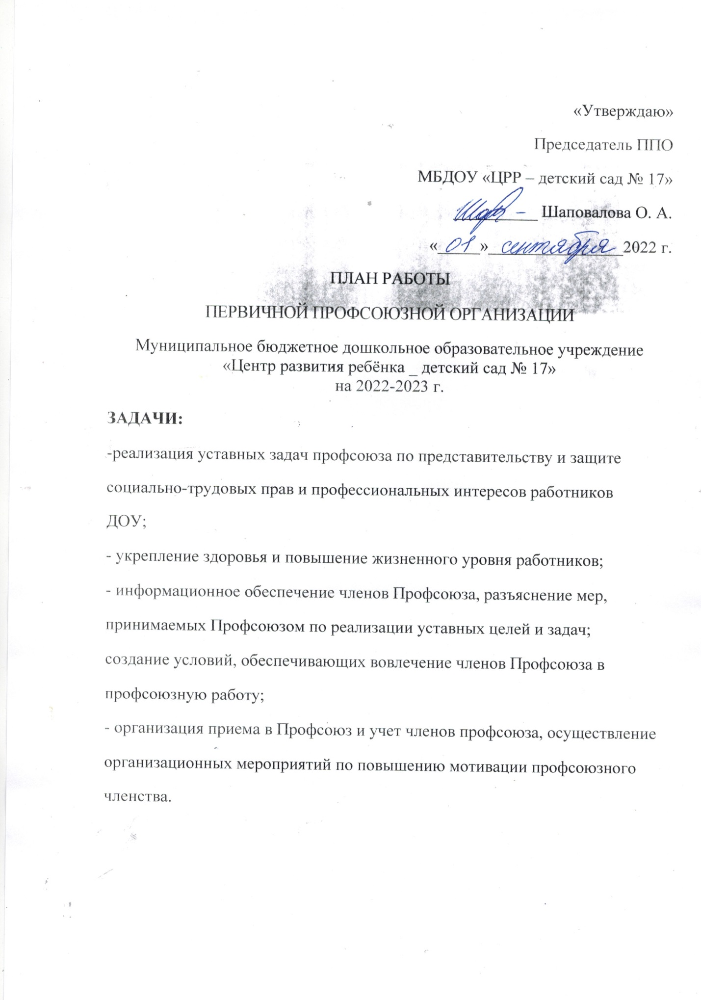 «Утверждаю»
Председатель ППО
МБДОУ «ЦРР – детский сад № 17»
__________ Шаповалова О. А.
«_01_»_сентября_2022 г.
ПЛАН РАБОТЫ
ПЕРВИЧНОЙ ПРОФСОЮЗНОЙ ОРГАНИЗАЦИИ
Муниципальное бюджетное дошкольное образовательное учреждение
«Центр развития ребёнка _ детский сад № 17»
на 2022-2023 г.
ЗАДАЧИ:
-реализация уставных задач профсоюза по представительству и защите
социально-трудовых прав и профессиональных интересов работников
ДОУ;
- укрепление здоровья и повышение жизненного уровня работников;
- информационное обеспечение членов Профсоюза, разъяснение мер,
принимаемых Профсоюзом по реализации уставных целей и задач;
создание условий, обеспечивающих вовлечение членов Профсоюза в
профсоюзную работу;
- организация приема в Профсоюз и учет членов профсоюза, осуществление
организационных мероприятий по повышению мотивации профсоюзного
членства.